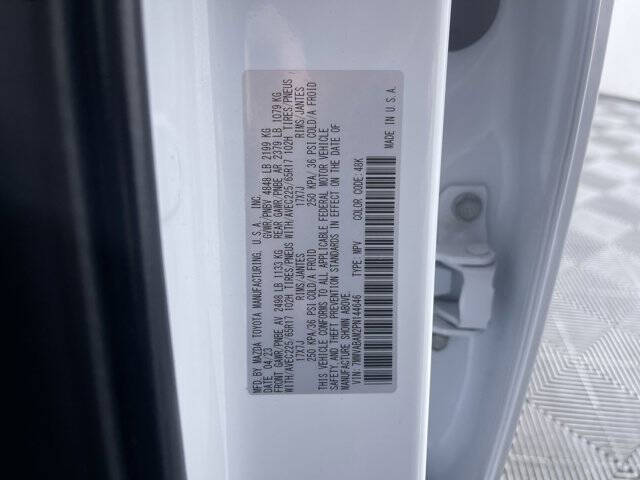 MFD.BY MAZDA TOYOTA MANUFACTURING, U.S.A. INC.
DATE 04/23 GVWR/PNBV 4848 LB 2199 KG
FRONT GAWR/PNBE AV 2498 LB 1133 KG REAR GAWR/PNBE AR 2379 LB 1079 KG
WITH/AVEC225/65R17 102H TIRES/PNEUS WITH/AVEC225/65R17 102H TIRES/PNEUS
17X7J RIMS/JANTES 17X7J RIMS/JANTES
250 KPA/36 PSI COLD/A FROID 250 KPA/ 36 PSI COLD/A FROID
THIS VEHICLE CONFORMS TO ALL APPLICABLE FEDERAL MOTOR VEHICLE
SAFETY, AND THEFT PREVENTION STANDARDS IN EFFECT ON THE DATE OF
MANUFACTURE SHOWN ABOVE.
VIN: 7MMVABAM2PN144646 TYPE: MPV COLOR CODE: 48K
MADE IN U.S.A.